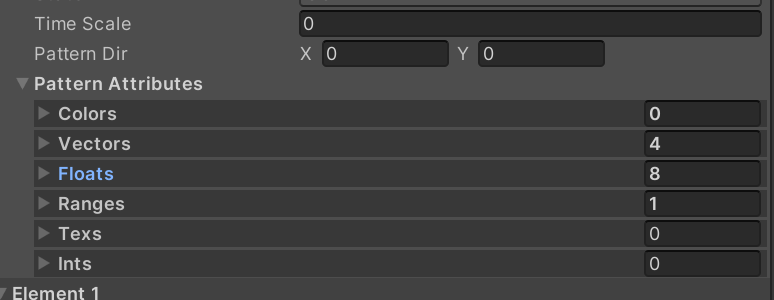 Time Scale 0
Pattern Dir X 0 Y 0
Pattern Attributes
Colors 0
Vectors 4
Floats 8
Ranges 1
Texs 0
Ints 0
Element 1